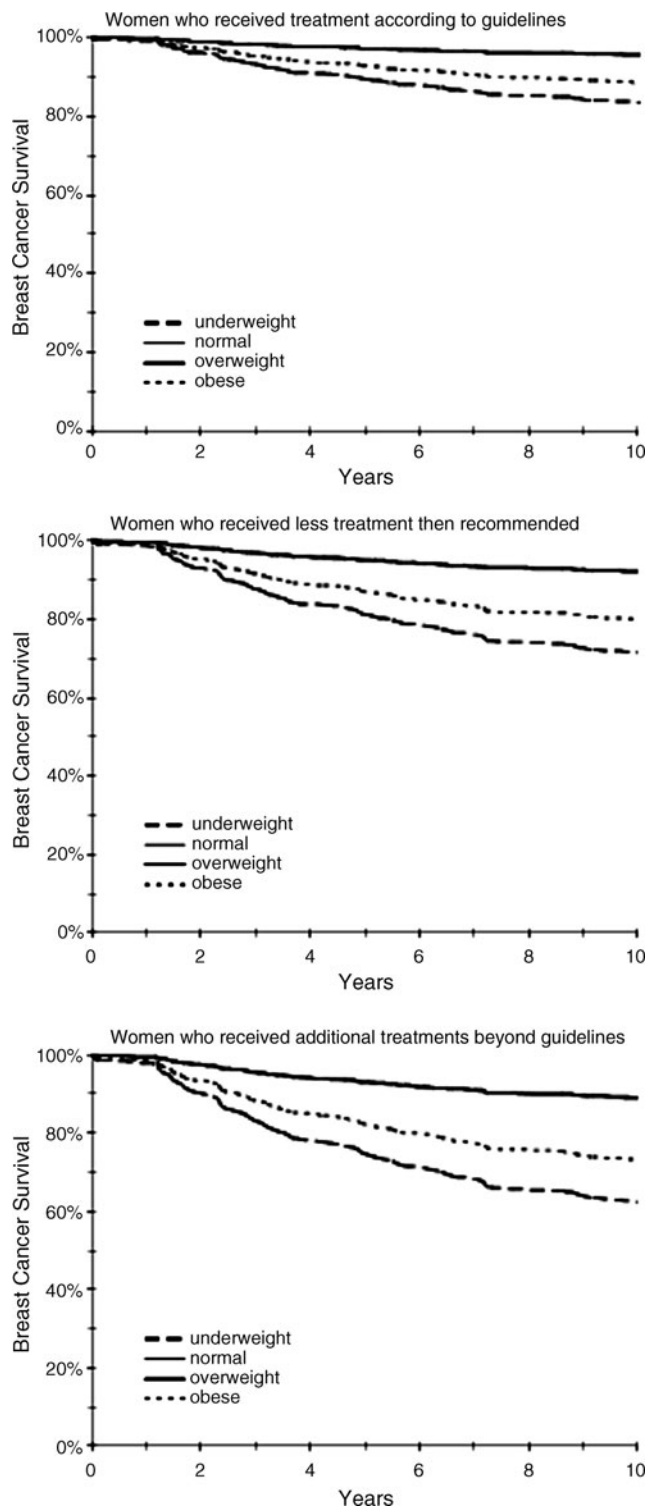 Women who received treatment according to guidelines
100%
80%
60%
40%
20%
0%
Breast Cancer Survival
underweight
normal
overweight
obese
0 2 4 6 8 10
Years
Women who received less treatment then recommended
100%
80%
60%
40%
20%
0%
Breast Cancer Survival
underweight
normal
overweight
obese
0 2 4 6 8 10
Years
Women who received additional treatments beyond guidelines
100%
80%
60%
40%
20%
0%
Breast Cancer Survival
underweight
normal
overweight
obese
0 2 4 6 8 10
Years